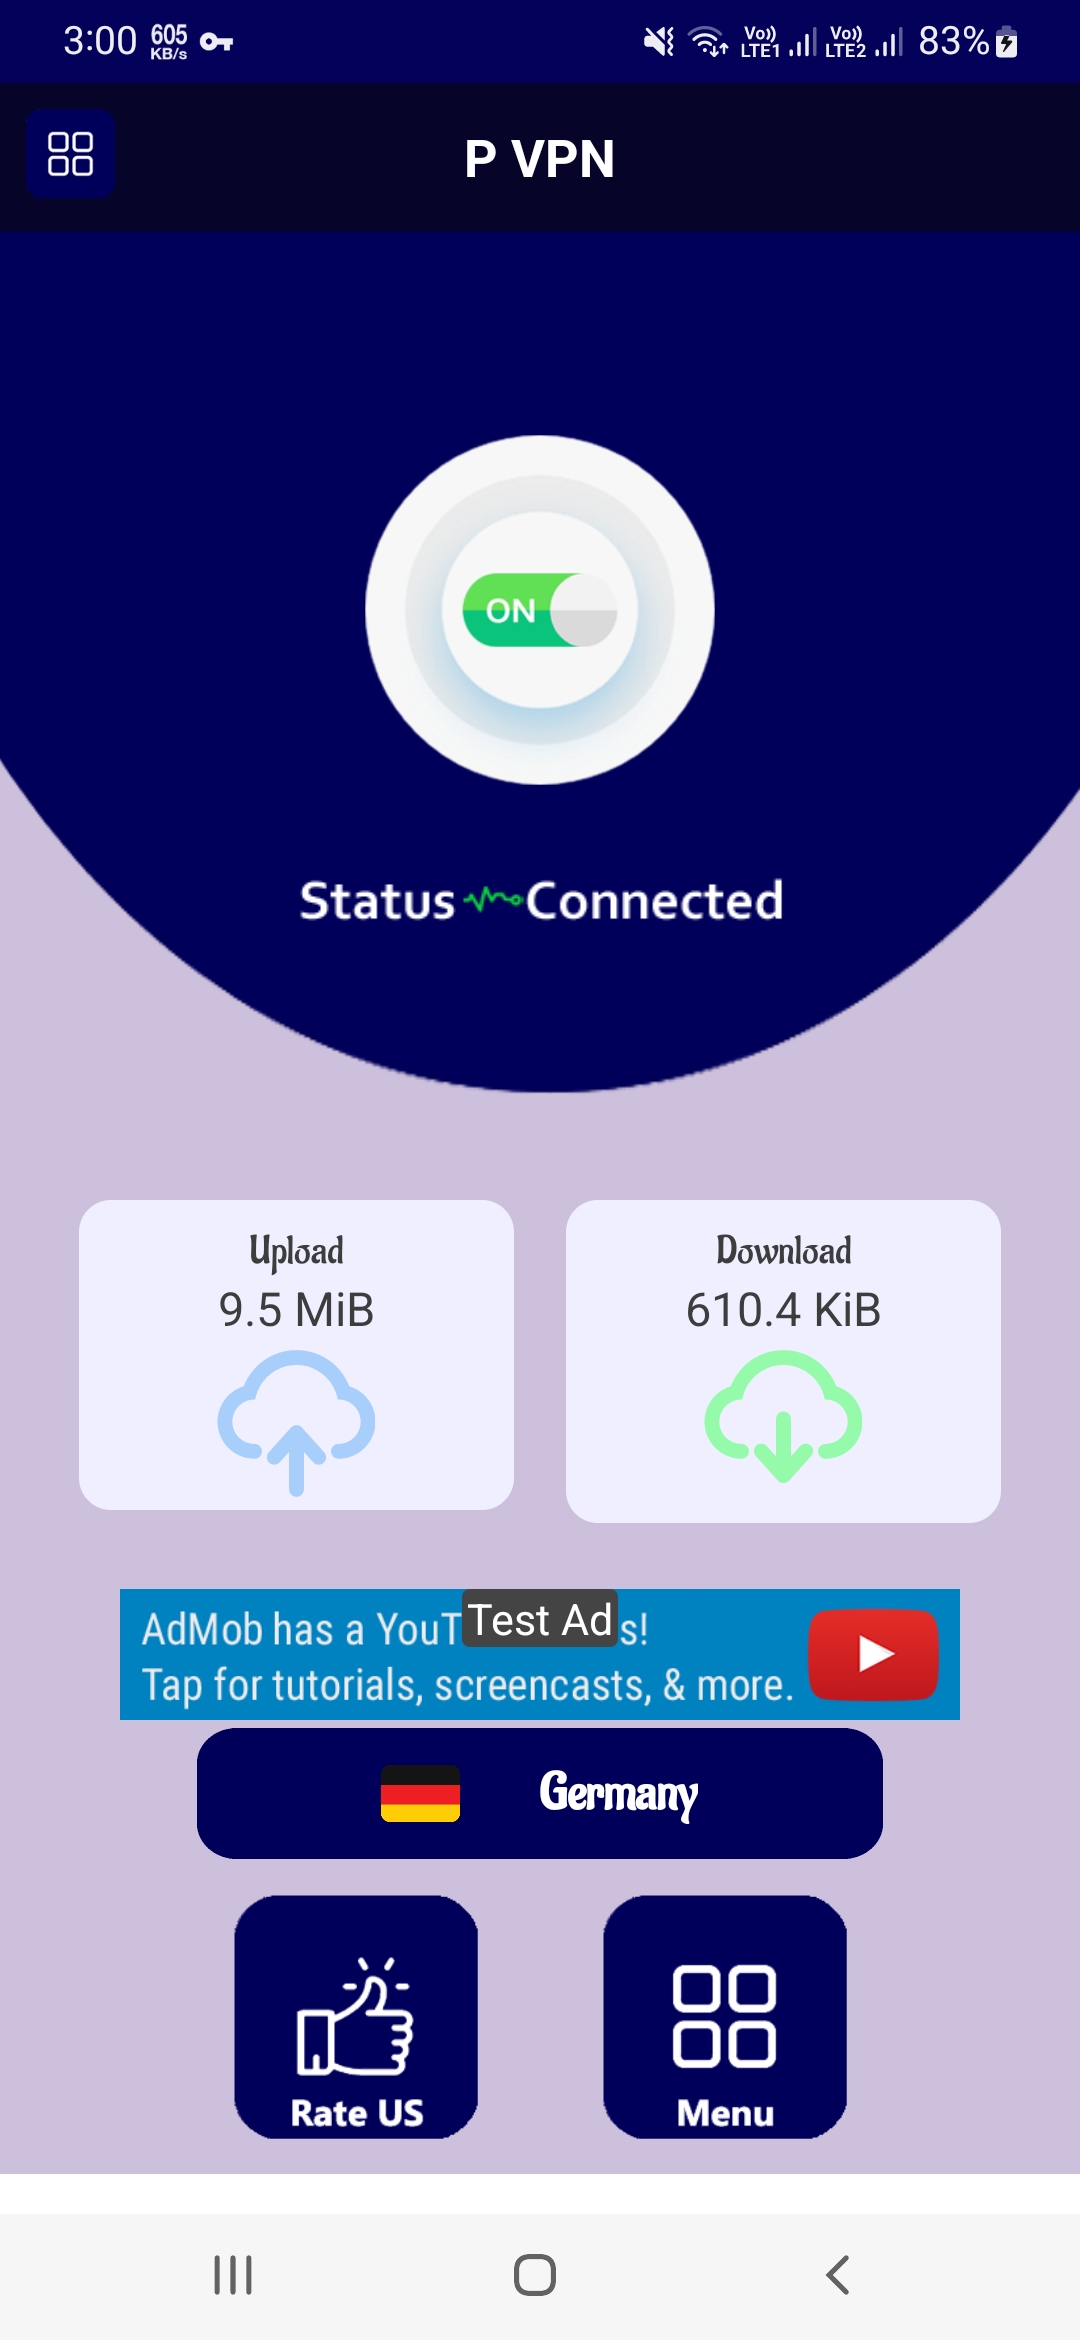 3:00 605 KB/s Vo)) LTE1 Vo)) LTE2 83%
P VPN
ON
Status Connected
Upload Download
9.5 MiB 610.4 KiB
AdMob has a YouT Test Ad s!
Tap for tutorials, screencasts, & more.
Germany
Rate US Menu